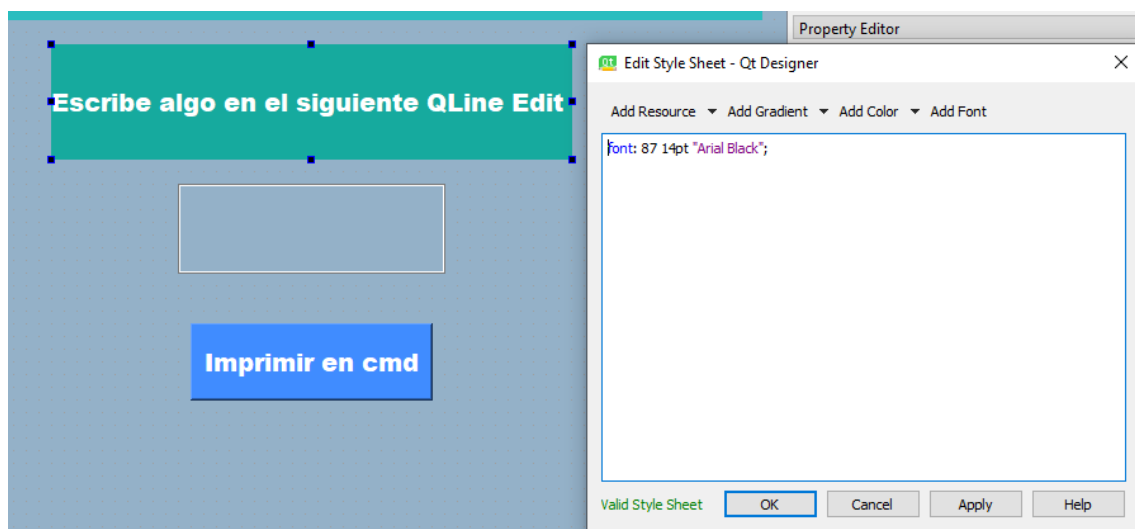 Property Editor
Edit Style Sheet - Qt Designer
Add Resource Add Gradient Add Color Add Font
font: 87 14pt "Arial Black";
Escribe algo en el siguiente QLine Edit
Imprimir en cmd
Valid Style Sheet OK Cancel Apply Help